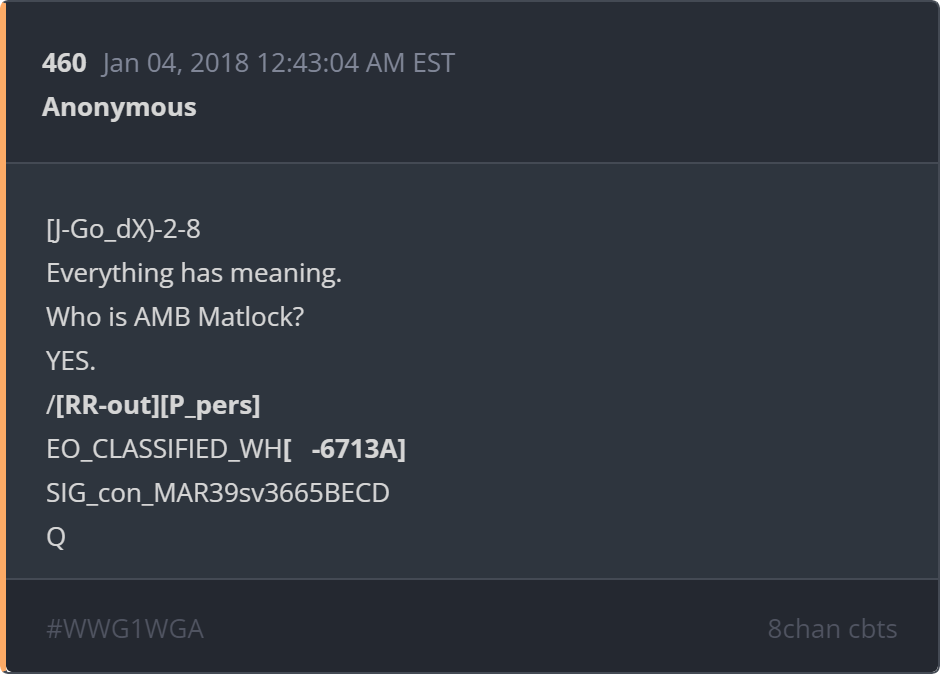 460 Jan 04, 2018 12:43:04 AM EST
Anonymous
[J-Go_dX)-2-8
Everything has meaning.
Who is AMB Matlock?
YES.
/[RR-out][P_pers]
EO_CLASSIFIED_WH[   -6713A]
SIG_con_MAR39sv3665BECD
Q
#WWG1WGA 8chan cbts